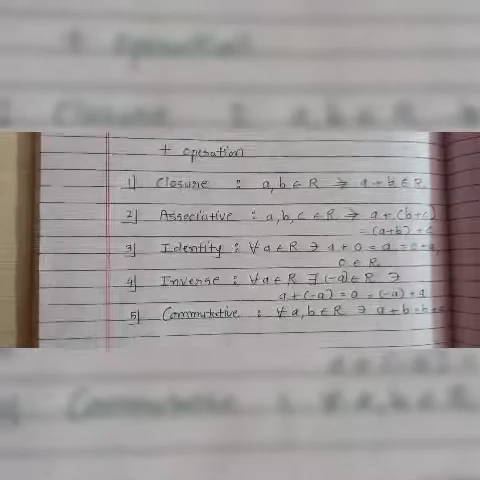 + operation
1] Closure : a, b ∈ R ⇒ a + b ∈ R
2] Associative : a, b, c ∈ R ⇒ a + (b+c)
= (a+b) + c
3] Identity : ∀ a ∈ R ∋ a + 0 = a = 0 + a,
0 ∈ R
4] Inverse : ∀ a ∈ R ∃ (-a) ∈ R ∋
a + (-a) = 0 = (-a) + a
5] Commutative : ∀ a, b ∈ R ∋ a + b = b +